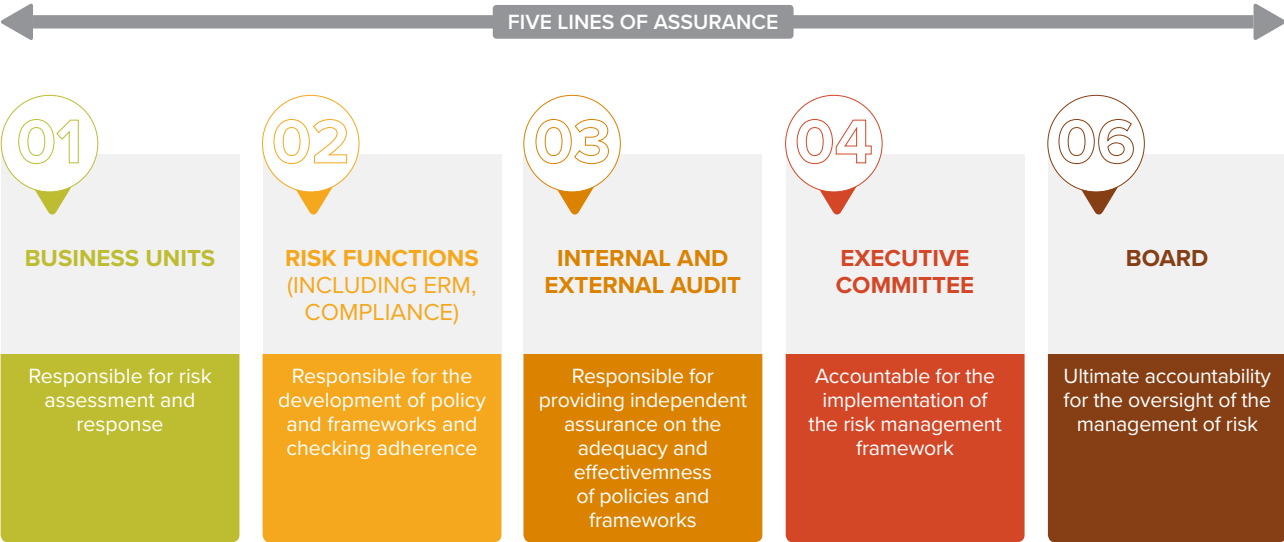 FIVE LINES OF ASSURANCE
01
BUSINESS UNITS
Responsible for risk
assessment and
response
02
RISK FUNCTIONS
(INCLUDING ERM,
COMPLIANCE)
Responsible for the
development of policy
and frameworks and
checking adherence
03
INTERNAL AND
EXTERNAL AUDIT
Responsible for
providing independent
assurance on the
adequacy and
effectivemness
of policies and
frameworks
04
EXECUTIVE
COMMITTEE
Accountable for the
implementation of
the risk management
framework
06
BOARD
Ultimate accountability
for the oversight of the
management of risk